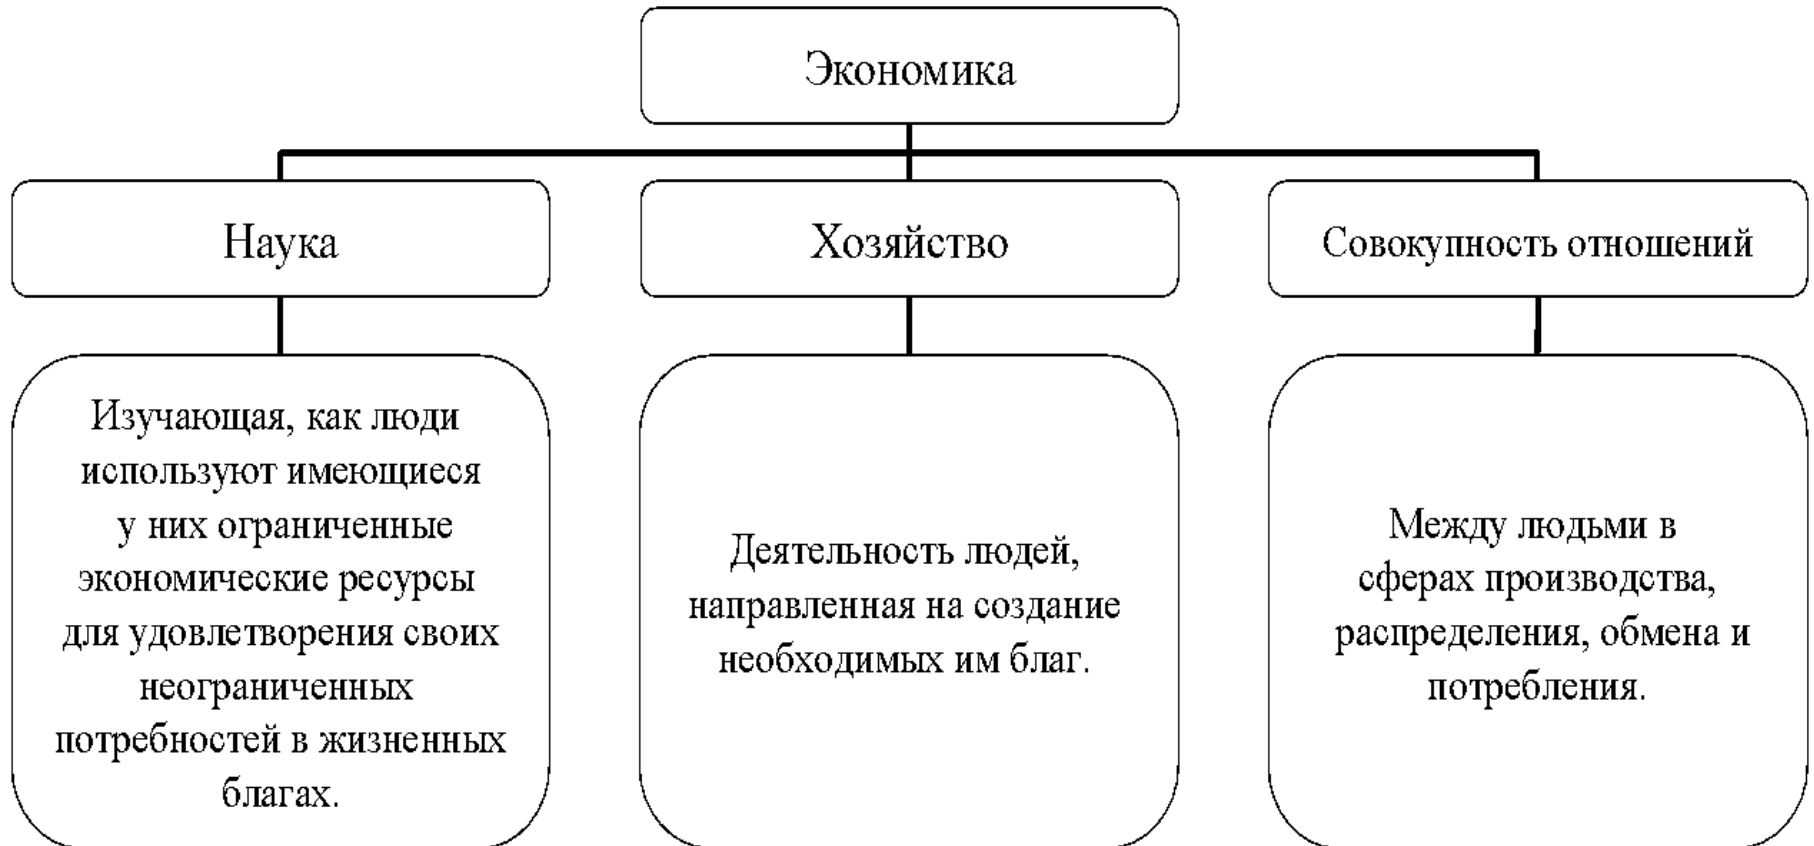 Экономика
Наука
Хозяйство
Совокупность отношений
Изучающая, как люди
используют имеющиеся
у них ограниченные
экономические ресурсы
для удовлетворения своих
неограниченных
потребностей в жизненных
благах.
Деятельность людей,
направленная на создание
необходимых им благ.
Между людьми в
сферах производства,
распределения, обмена и
потребления.